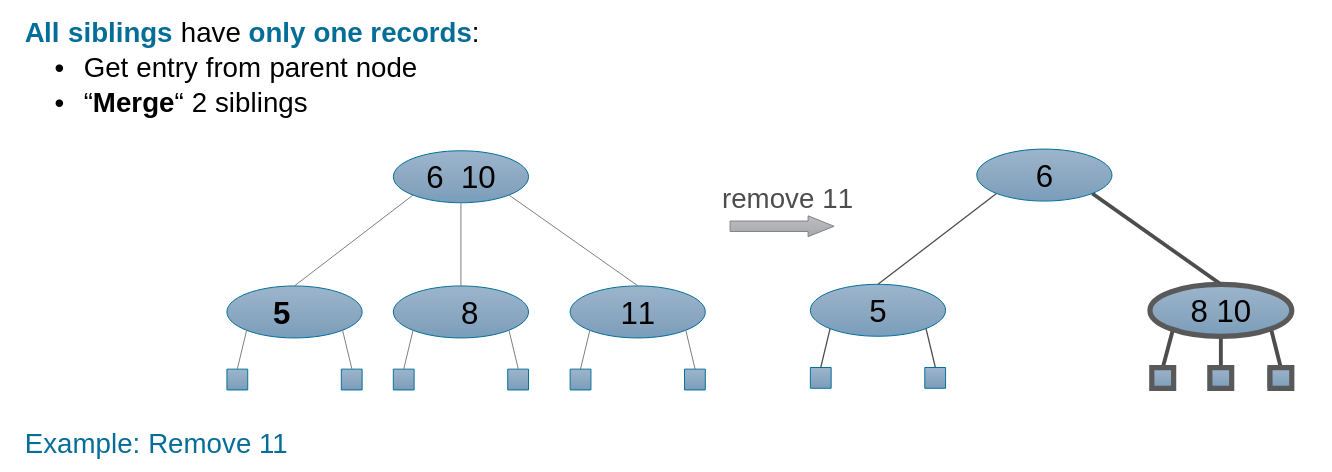 All siblings have only one records:
• Get entry from parent node
• “Merge“ 2 siblings
6 10
6
remove 11
5
8
11
5
8 10
Example: Remove 11